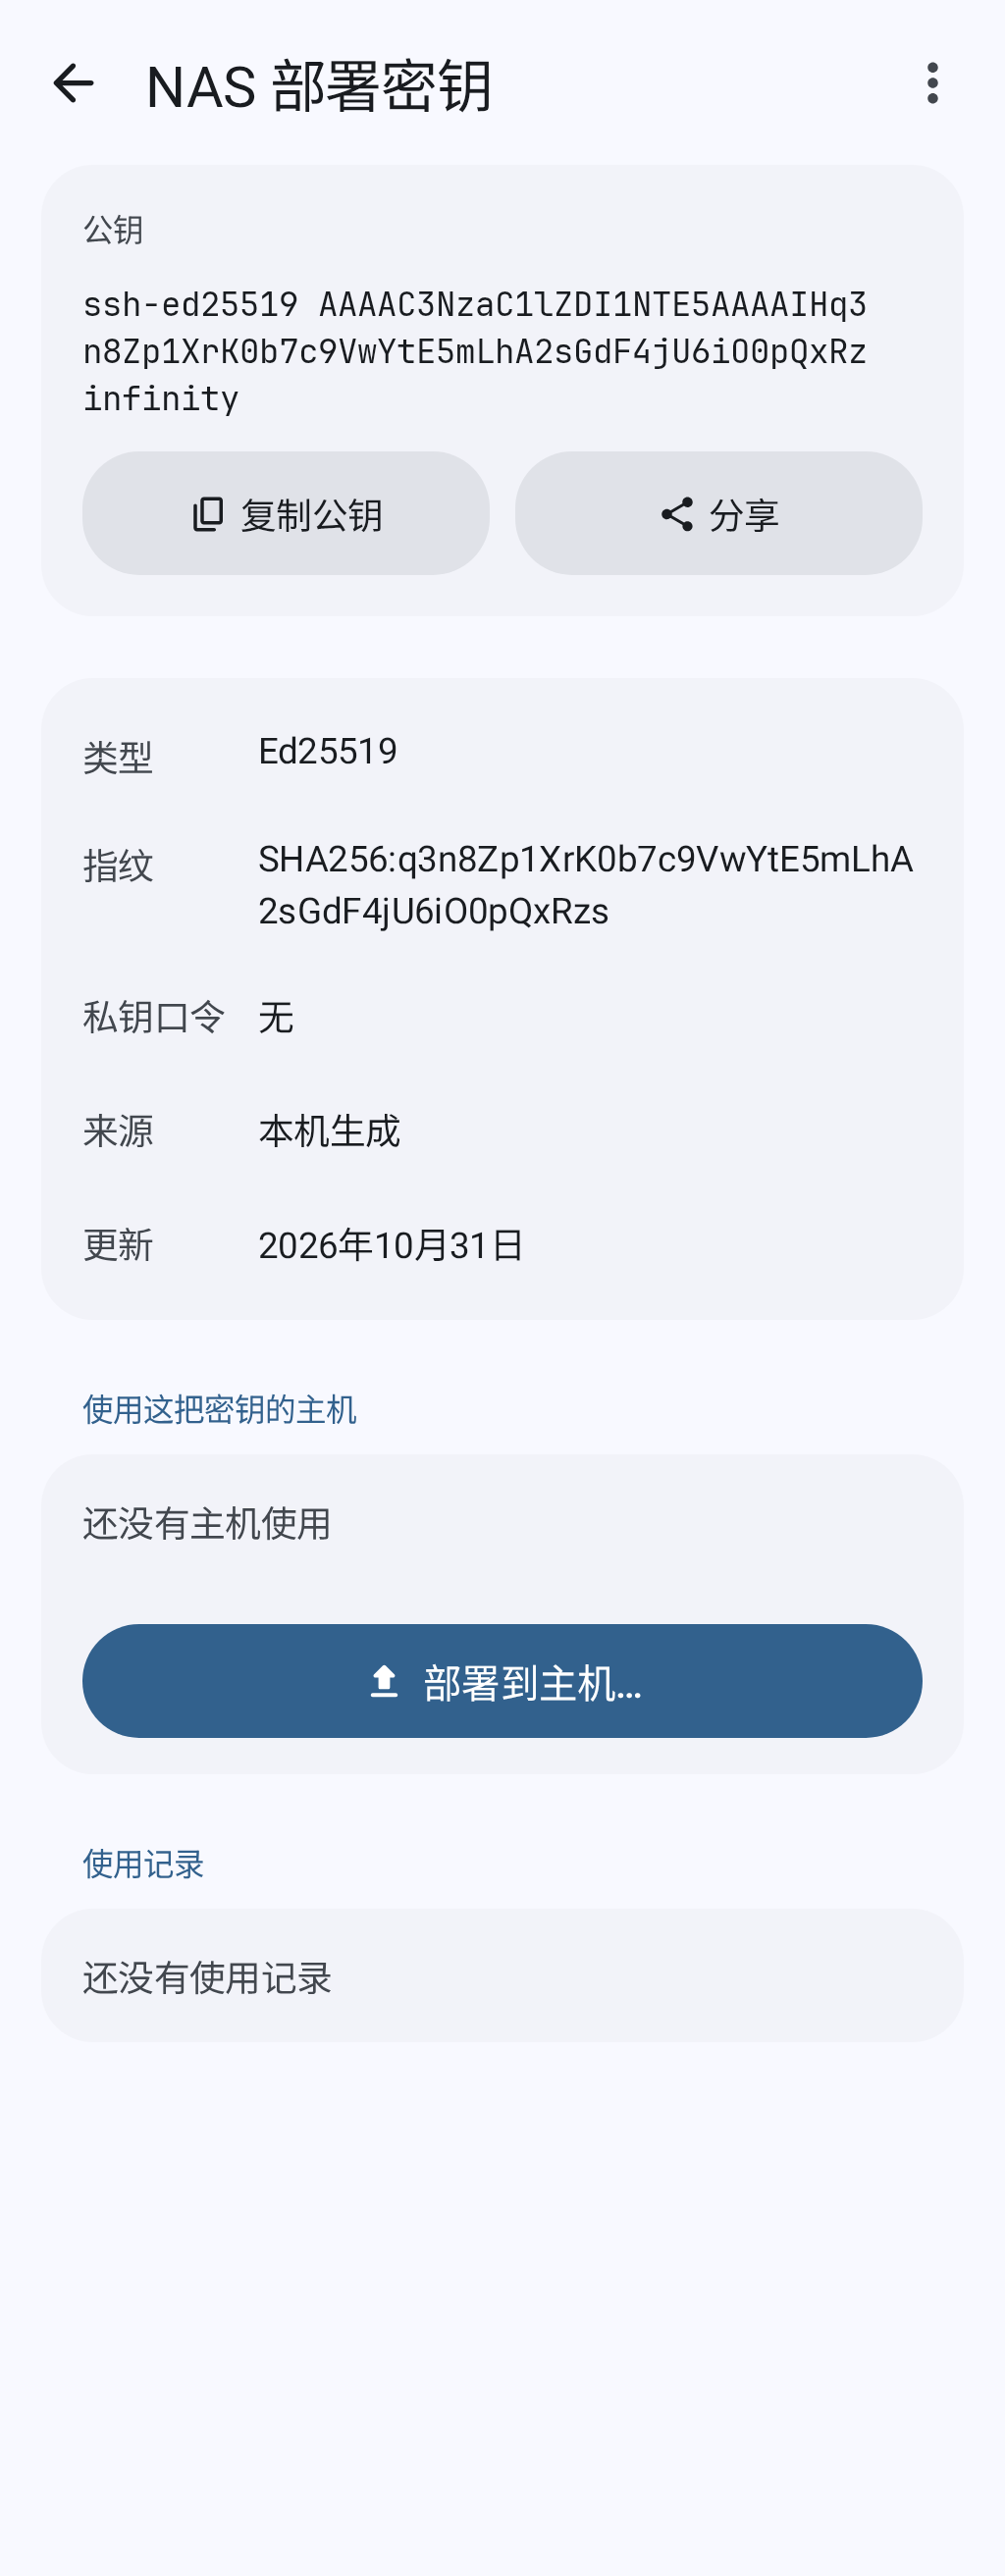 NAS 部署密钥
公钥
ssh-ed25519 AAAAC3NzaC1lZDI1NTE5AAAAIHq3
n8Zp1XrK0b7c9VwYtE5mLhA2sGdF4jU6iO0pQxRz
infinity
复制公钥
分享
类型 Ed25519
指纹 SHA256:q3n8Zp1XrK0b7c9VwYtE5mLhA
2sGdF4jU6iO0pQxRzs
私钥口令 无
来源 本机生成
更新 2026年10月31日
使用这把密钥的主机
还没有主机使用
部署到主机...
使用记录
还没有使用记录